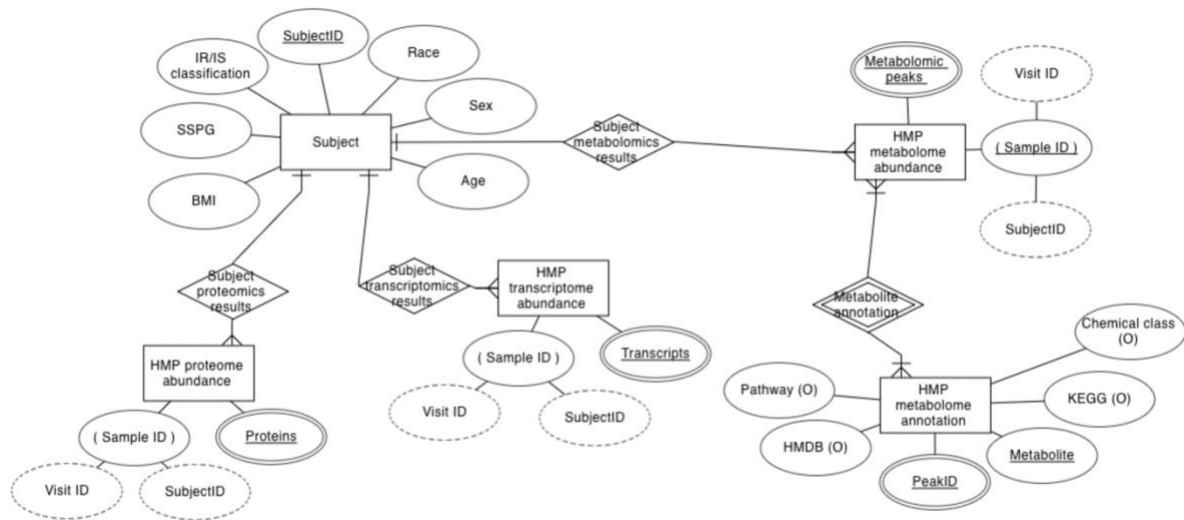 SubjectID
IR/IS
classification
Race
SSPG
Subject
Sex
BMI
Age
Subject
metabolomics
results
Metabolomic
peaks
Visit ID
HMP
metabolome
abundance
( Sample ID )
SubjectID
Subject
proteomics
results
Subject
transcriptomics
results
HMP
transcriptome
abundance
Metabolite
annotation
HMP proteome
abundance
( Sample ID )
Transcripts
Visit ID
SubjectID
( Sample ID )
Proteins
Visit ID
SubjectID
Chemical class
(O)
Pathway (O)
HMP
metabolome
annotation
KEGG (O)
HMDB (O)
Metabolite
PeakID